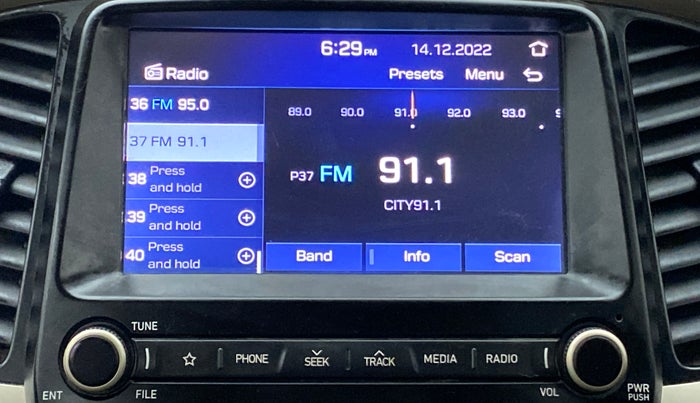 6:29 PM 14.12.2022
Radio Presets Menu
36 FM 95.0
37 FM 91.1
38 Press and hold
39 Press and hold
40 Press and hold
89.0 90.0 91.0 92.0 93.0
P37 FM 91.1
CITY91.1
Band Info Scan
TUNE
PHONE SEEK TRACK MEDIA RADIO
ENT FILE VOL PWR PUSH